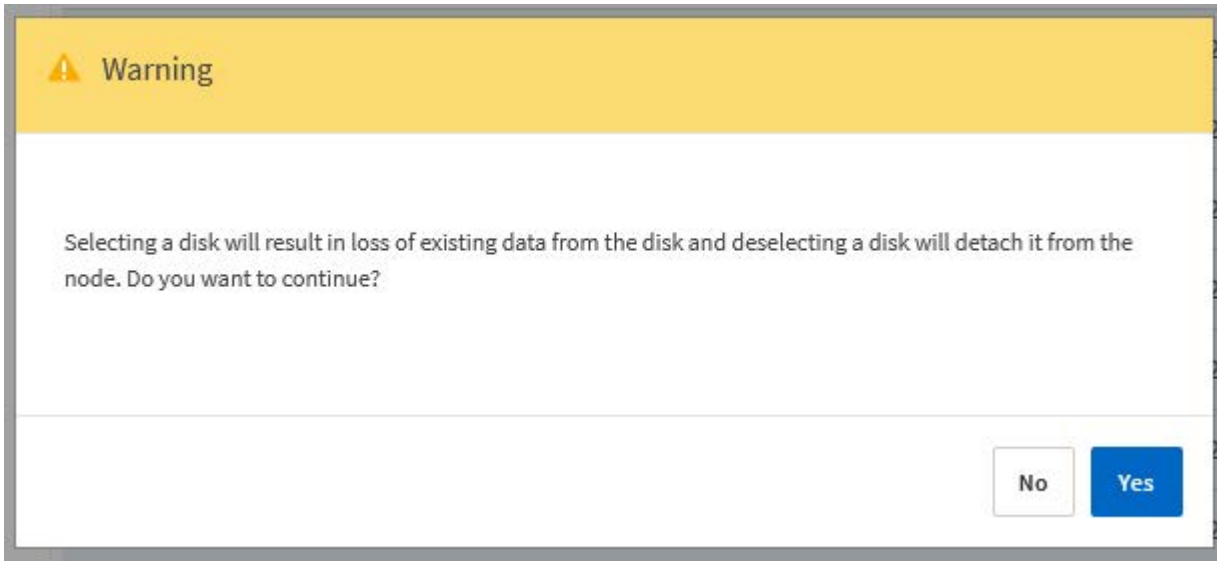 Warning
Selecting a disk will result in loss of existing data from the disk and deselecting a disk will detach it from the
node. Do you want to continue?
No
Yes